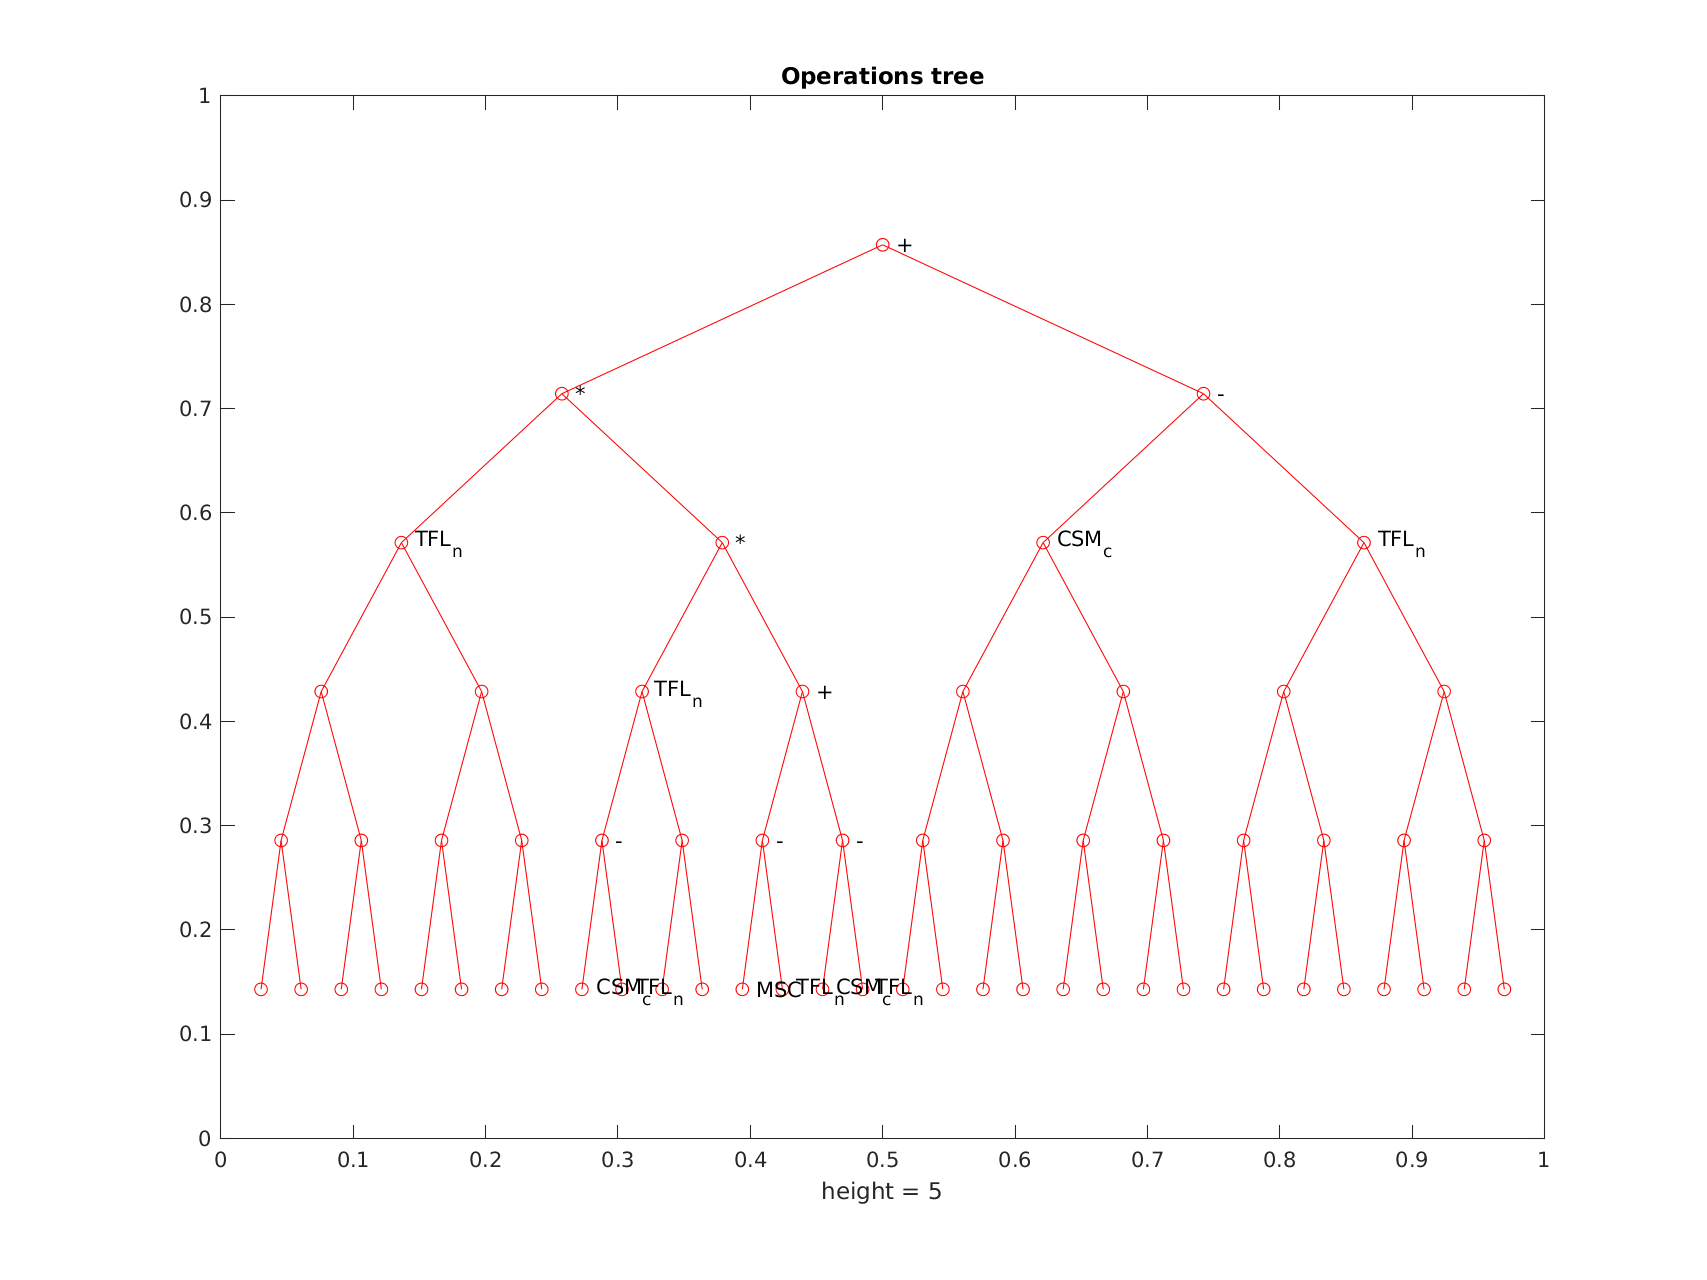 Operations tree
1
0.9
+
0.8
* -
0.7
0.6
TFL_n * CSM_c TFL_n
0.5
TFL_n +
0.4
0.3
- - -
0.2
CSM_c TFL_n MSC TFL_n CSM_c TFL_n
0.1
0
0 0.1 0.2 0.3 0.4 0.5 0.6 0.7 0.8 0.9 1
height = 5